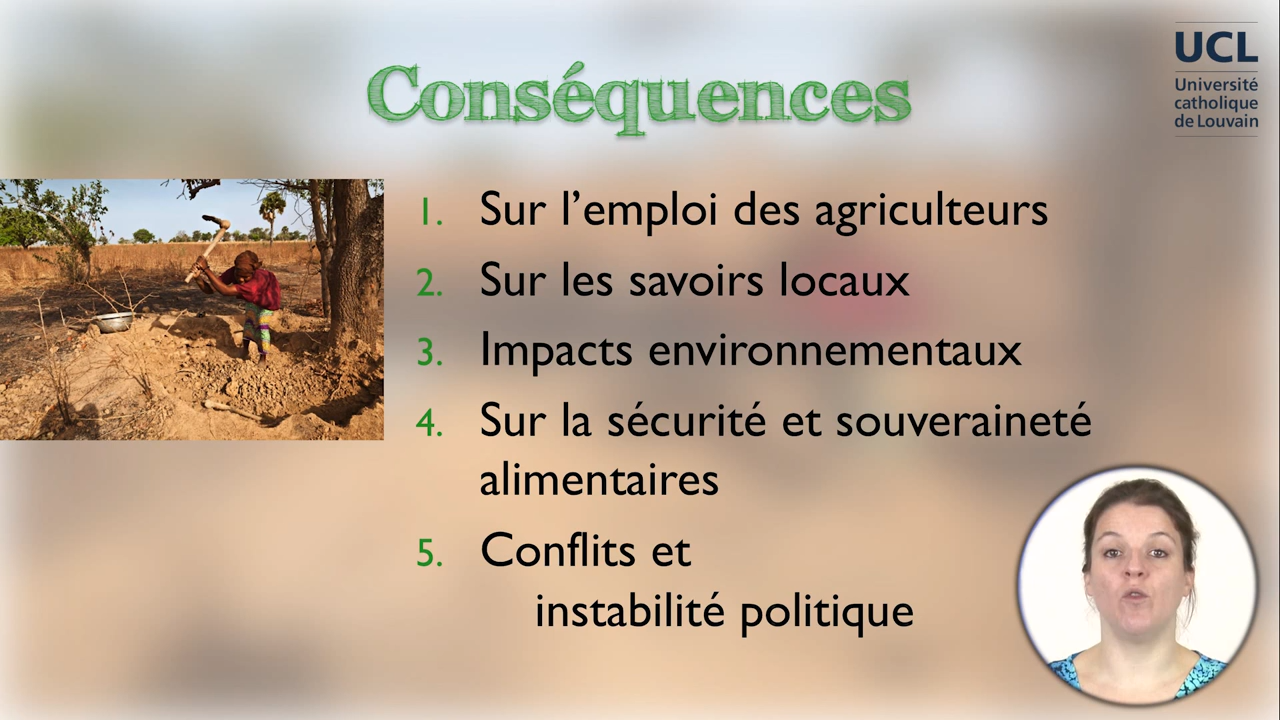 Conséquences
UCL
Université
catholique
de Louvain
1. Sur l’emploi des agriculteurs
2. Sur les savoirs locaux
3. Impacts environnementaux
4. Sur la sécurité et souveraineté
alimentaires
5. Conflits et
instabilité politique